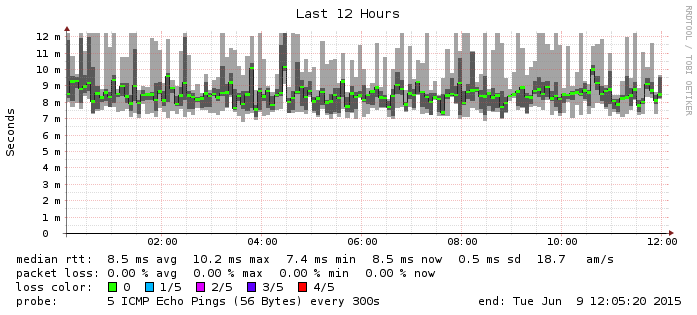 Last 12 Hours
RRDTOOL / TOBI OETIKER
Seconds
12 m
11 m
10 m
9 m
8 m
7 m
6 m
5 m
4 m
3 m
2 m
1 m
0
02:00 04:00 06:00 08:00 10:00 12:00
median rtt: 8.5 ms avg 10.2 ms max 7.4 ms min 8.5 ms now 0.5 ms sd 18.7 am/s
packet loss: 0.00 % avg 0.00 % max 0.00 % min 0.00 % now
loss color: 0 1/5 2/5 3/5 4/5
probe: 5 ICMP Echo Pings (56 Bytes) every 300s end: Tue Jun 9 12:05:20 2015